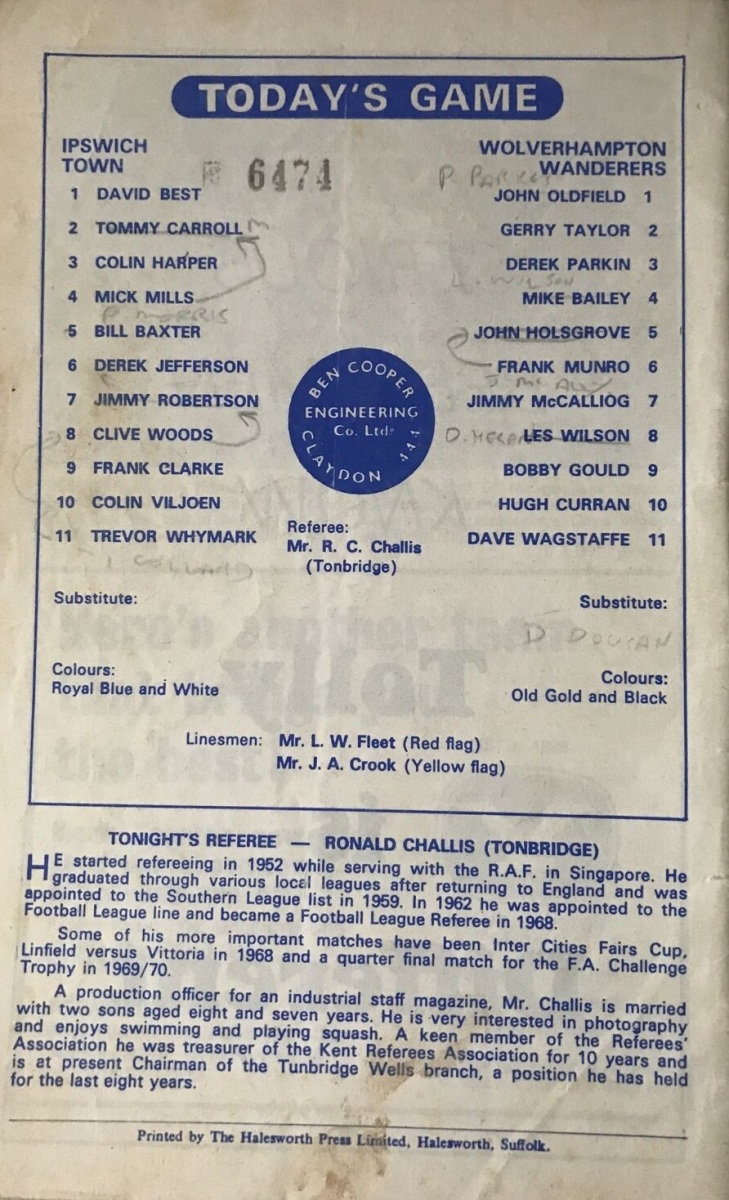 TODAY'S GAME
IPSWICH TOWN
6474
1 DAVID BEST
2 TOMMY CARROLL
3 COLIN HARPER
4 MICK MILLS
P. MORRIS
5 BILL BAXTER
6 DEREK JEFFERSON
7 JIMMY ROBERTSON
8 CLIVE WOODS
9 FRANK CLARKE
10 COLIN VILJOEN
11 TREVOR WHYMARK
I COLLARD
Substitute:
Colours:
Royal Blue and White
WOLVERHAMPTON WANDERERS
P. PARKES
JOHN OLDFIELD 1
GERRY TAYLOR 2
DEREK PARKIN 3
L. WILSON
MIKE BAILEY 4
JOHN HOLSGROVE 5
FRANK MUNRO 6
JIMMY McCALLIOG 7
LES WILSON 8
BOBBY GOULD 9
HUGH CURRAN 10
DAVE WAGSTAFFE 11
Substitute:
D. DOUGAN
Colours:
Old Gold and Black
BEN COOPER
ENGINEERING
Co. Ltd.
CLAYDON 444
Referee:
Mr. R. C. Challis
(Tonbridge)
Linesmen: Mr. L. W. Fleet (Red flag)
Mr. J. A. Crook (Yellow flag)
TONIGHT'S REFEREE — RONALD CHALLIS (TONBRIDGE)
HE started refereeing in 1952 while serving with the R.A.F. in Singapore. He
graduated through various local leagues after returning to England and was
appointed to the Southern League list in 1959. In 1962 he was appointed to the
Football League line and became a Football League Referee in 1968.
Some of his more important matches have been Inter Cities Fairs Cup,
Linfield versus Vittoria in 1968 and a quarter final match for the F.A. Challenge
Trophy in 1969/70.
A production officer for an industrial staff magazine, Mr. Challis is married
with two sons aged eight and seven years. He is very interested in photography
and enjoys swimming and playing squash. A keen member of the Referees'
Association he was treasurer of the Kent Referees Association for 10 years and
is at present Chairman of the Tunbridge Wells branch, a position he has held
for the last eight years.
Printed by The Halesworth Press Limited, Halesworth, Suffolk.